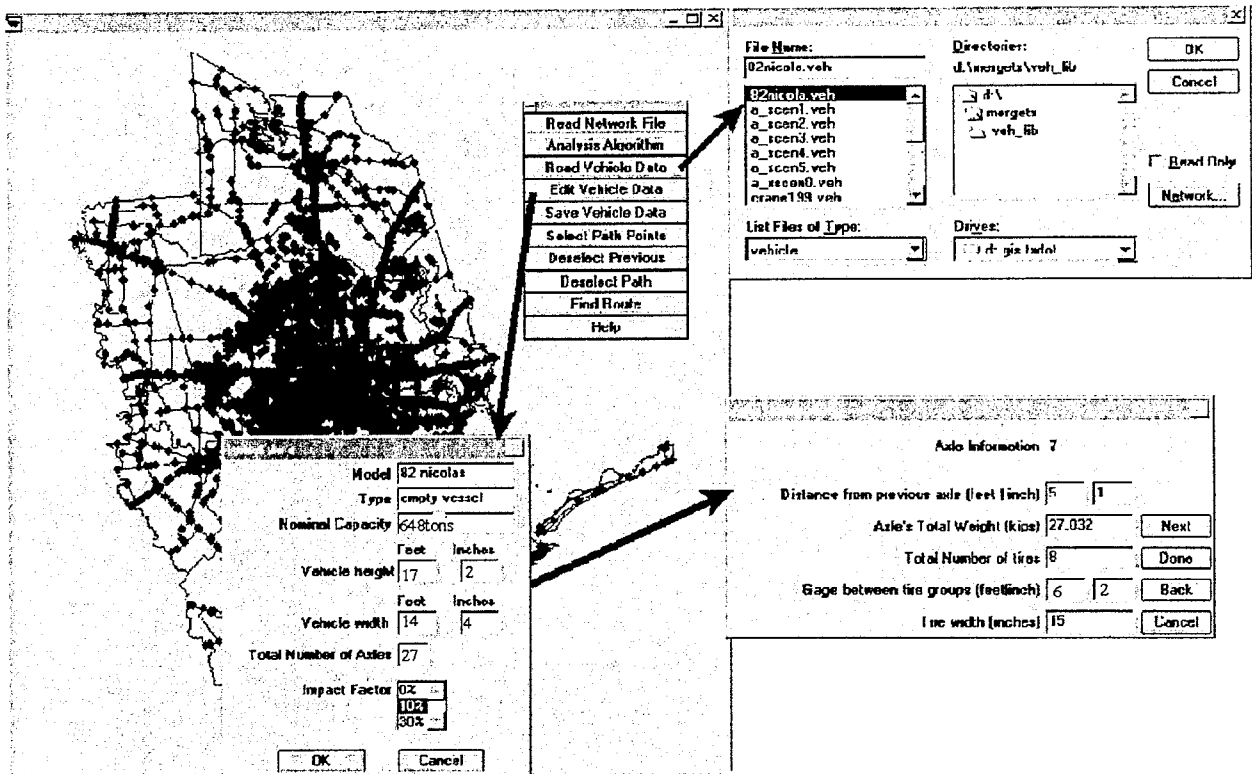 Read Network File
Analysis Algorithm
Read Vehicle Data
Edit Vehicle Data
Save Vehicle Data
Select Path Points
Deselect Previous
Deselect Path
Find Route
Help
File Name:
82nicola.veh
82nicola.veh
a_scen1.veh
a_scen2.veh
a_scen3.veh
a_scen4.veh
a_scen5.veh
crane199.veh
List Files of Type:
vehicle
Directories:
d:\mergets\veh_lib
d:\
mergets
veh_lib
Drives:
OK
Cancel
Read Only
Network...
Model 82 nicolas
Type empty vessel
Nominal Capacity 648tons
Feet Inches
Vehicle height 17 2
Feet Inches
Vehicle width 14 4
Total Number of Axles 27
Impact Factor 0%
10%
30%
OK Cancel
Axle Information 7
Distance from previous axle (feet|inch) 5 1
Axle's Total Weight (kips) 27.032 Next
Total Number of tires 8 Done
Gage between tire groups (feet|inch) 6 2 Back
Tire width (inches) 15 Cancel